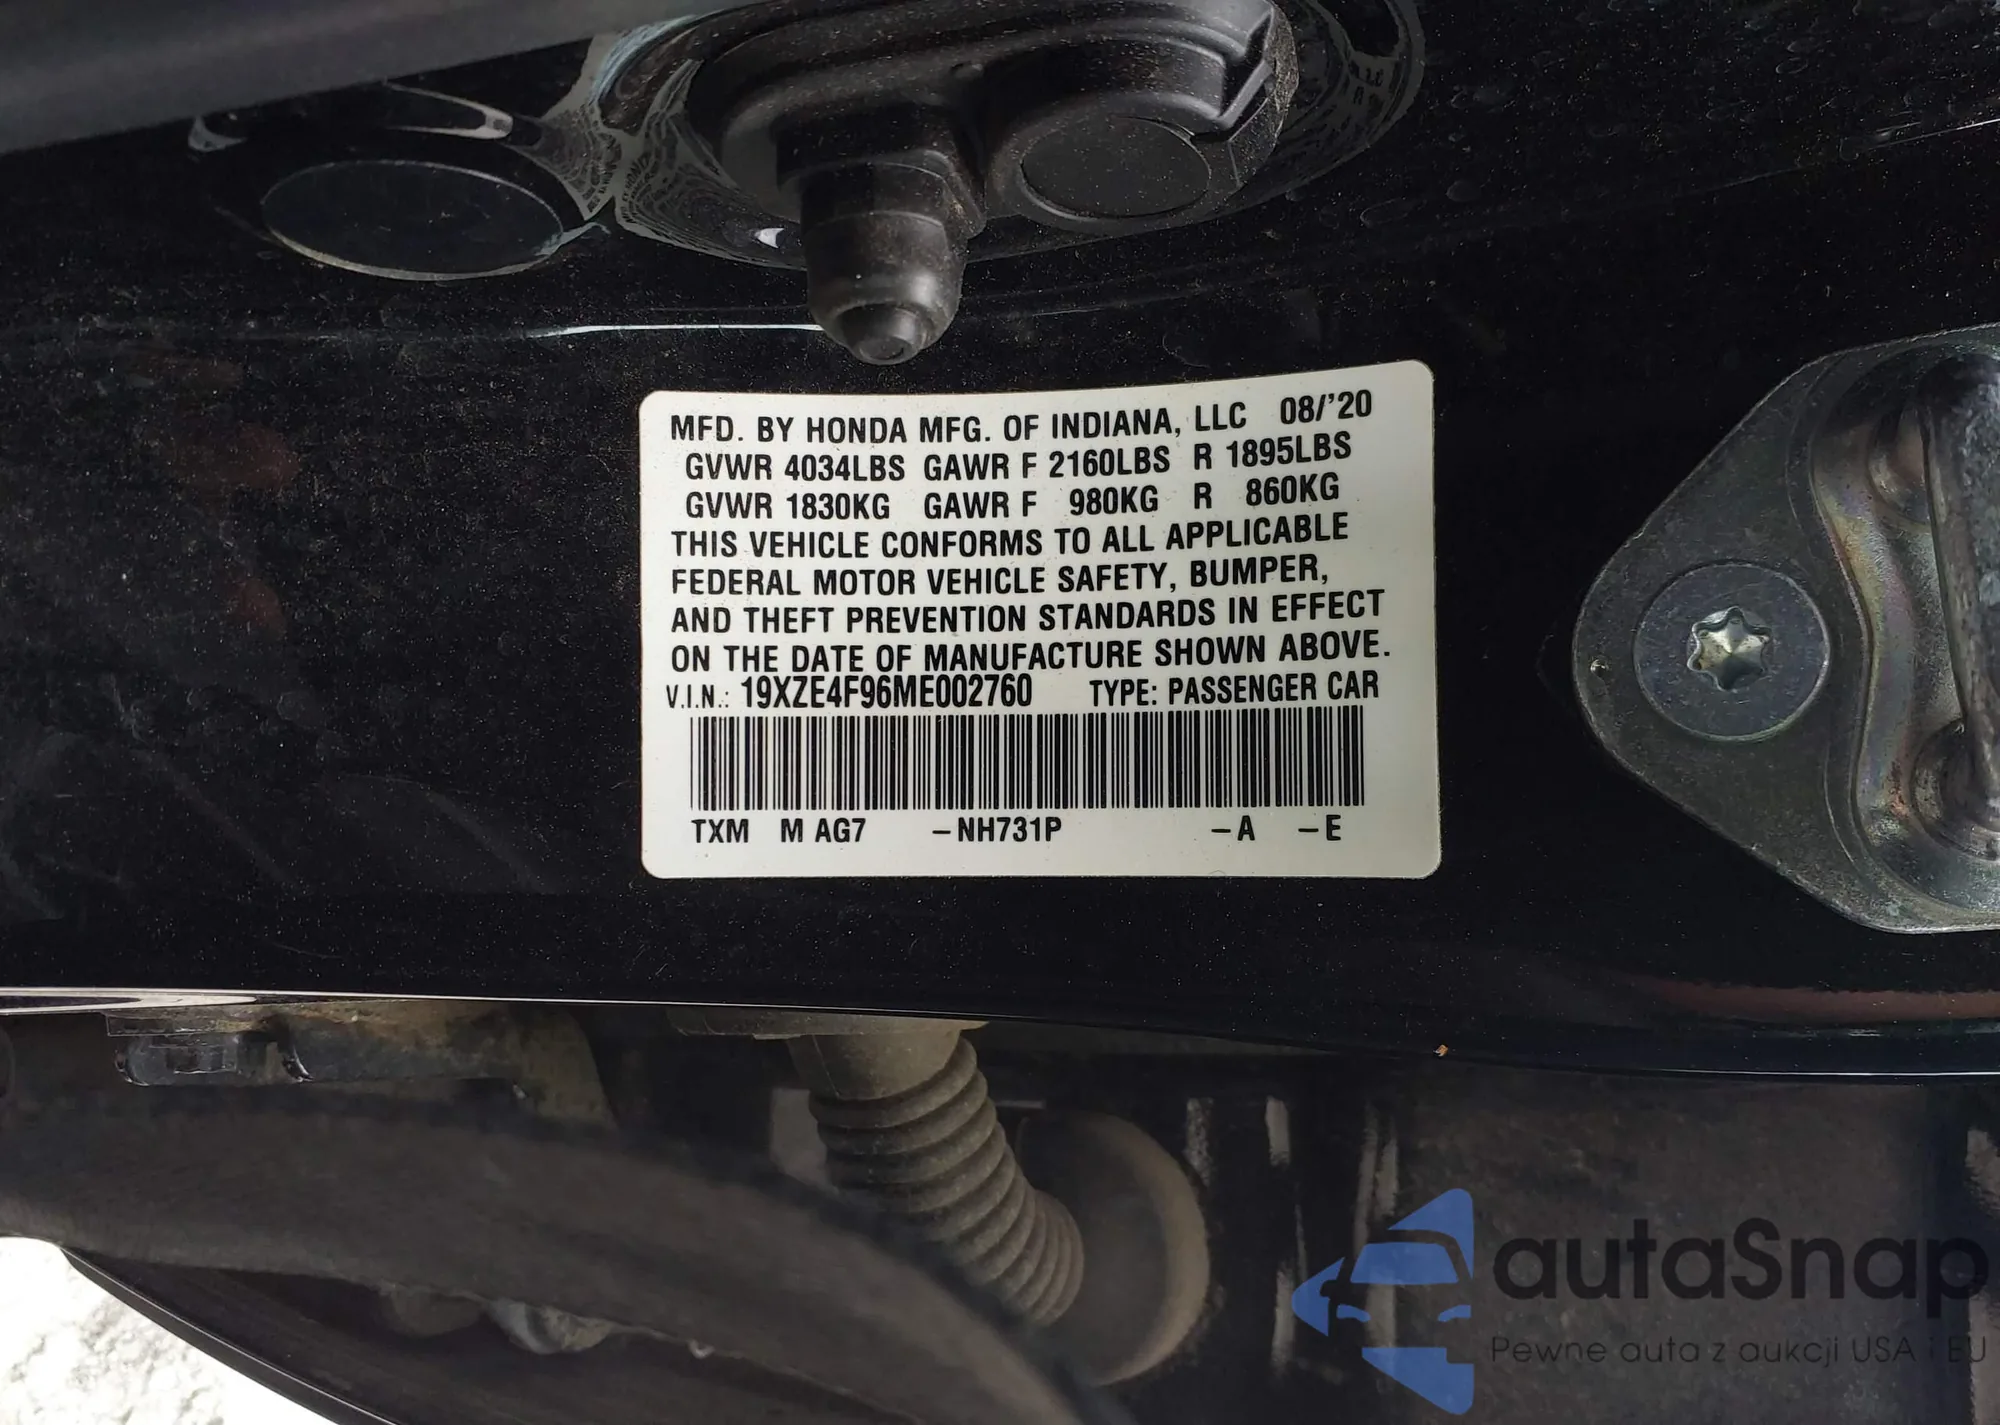 MFD. BY HONDA MFG. OF INDIANA, LLC 08/'20
GVWR 4034LBS GAWR F 2160LBS R 1895LBS
GVWR 1830KG GAWR F 980KG R 860KG
THIS VEHICLE CONFORMS TO ALL APPLICABLE
FEDERAL MOTOR VEHICLE SAFETY, BUMPER,
AND THEFT PREVENTION STANDARDS IN EFFECT
ON THE DATE OF MANUFACTURE SHOWN ABOVE.
V.I.N.: 19XZE4F96ME002760 TYPE: PASSENGER CAR
TXM M AG7 -NH731P -A -E
autaSnap
Pewne auta z aukcji USA i EU